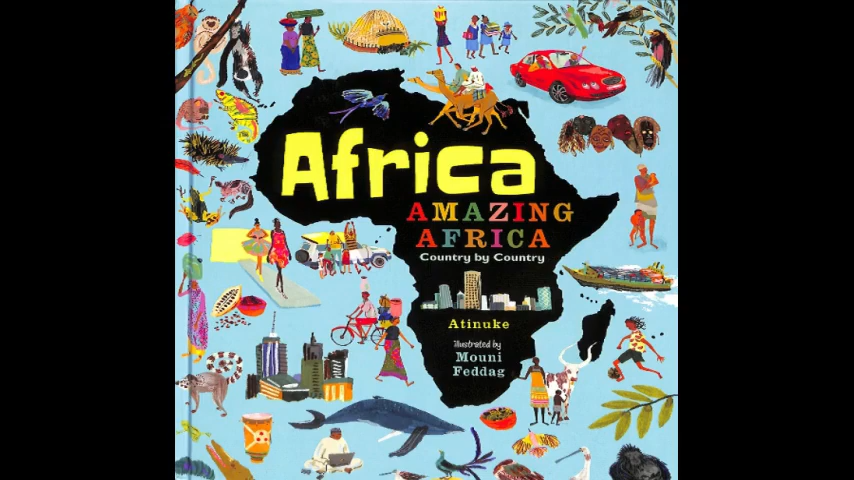 Africa
AMAZING
AFRICA
Country by Country
Atinuke
illustrated by
Mouni
Feddag